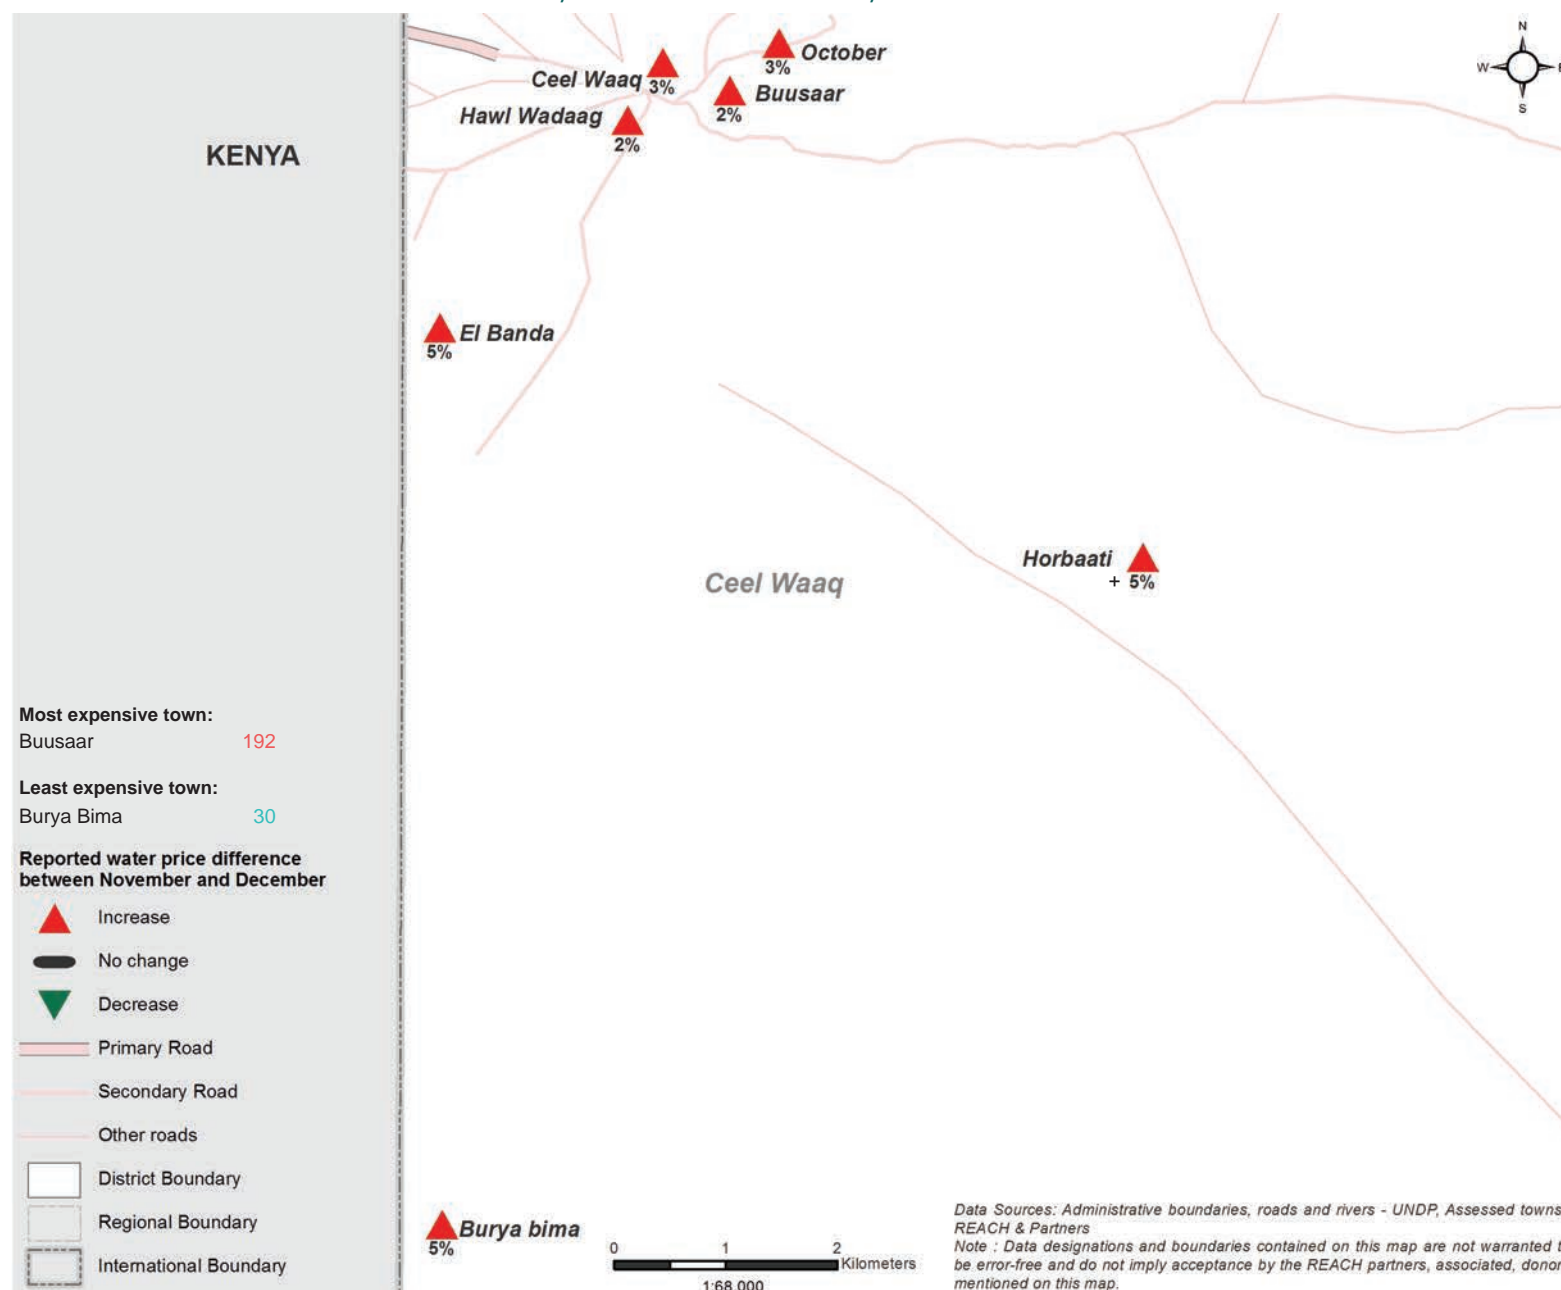 N
W
E
S
October
3%
Ceel Waaq
3%
Buusaar
2%
Hawl Wadaag
2%
KENYA
El Banda
5%
Horbaati
+ 5%
Ceel Waaq
Most expensive town:
Buusaar 192
Least expensive town:
Burya Bima 30
Reported water price difference
between November and December
Increase
No change
Decrease
Primary Road
Secondary Road
Other roads
District Boundary
Regional Boundary
International Boundary
Burya bima
5%
0 1 2
Kilometers
1:68,000
Data Sources: Administrative boundaries, roads and rivers - UNDP, Assessed towns
REACH & Partners
Note : Data designations and boundaries contained on this map are not warranted t
be error-free and do not imply acceptance by the REACH partners, associated, donor
mentioned on this map.